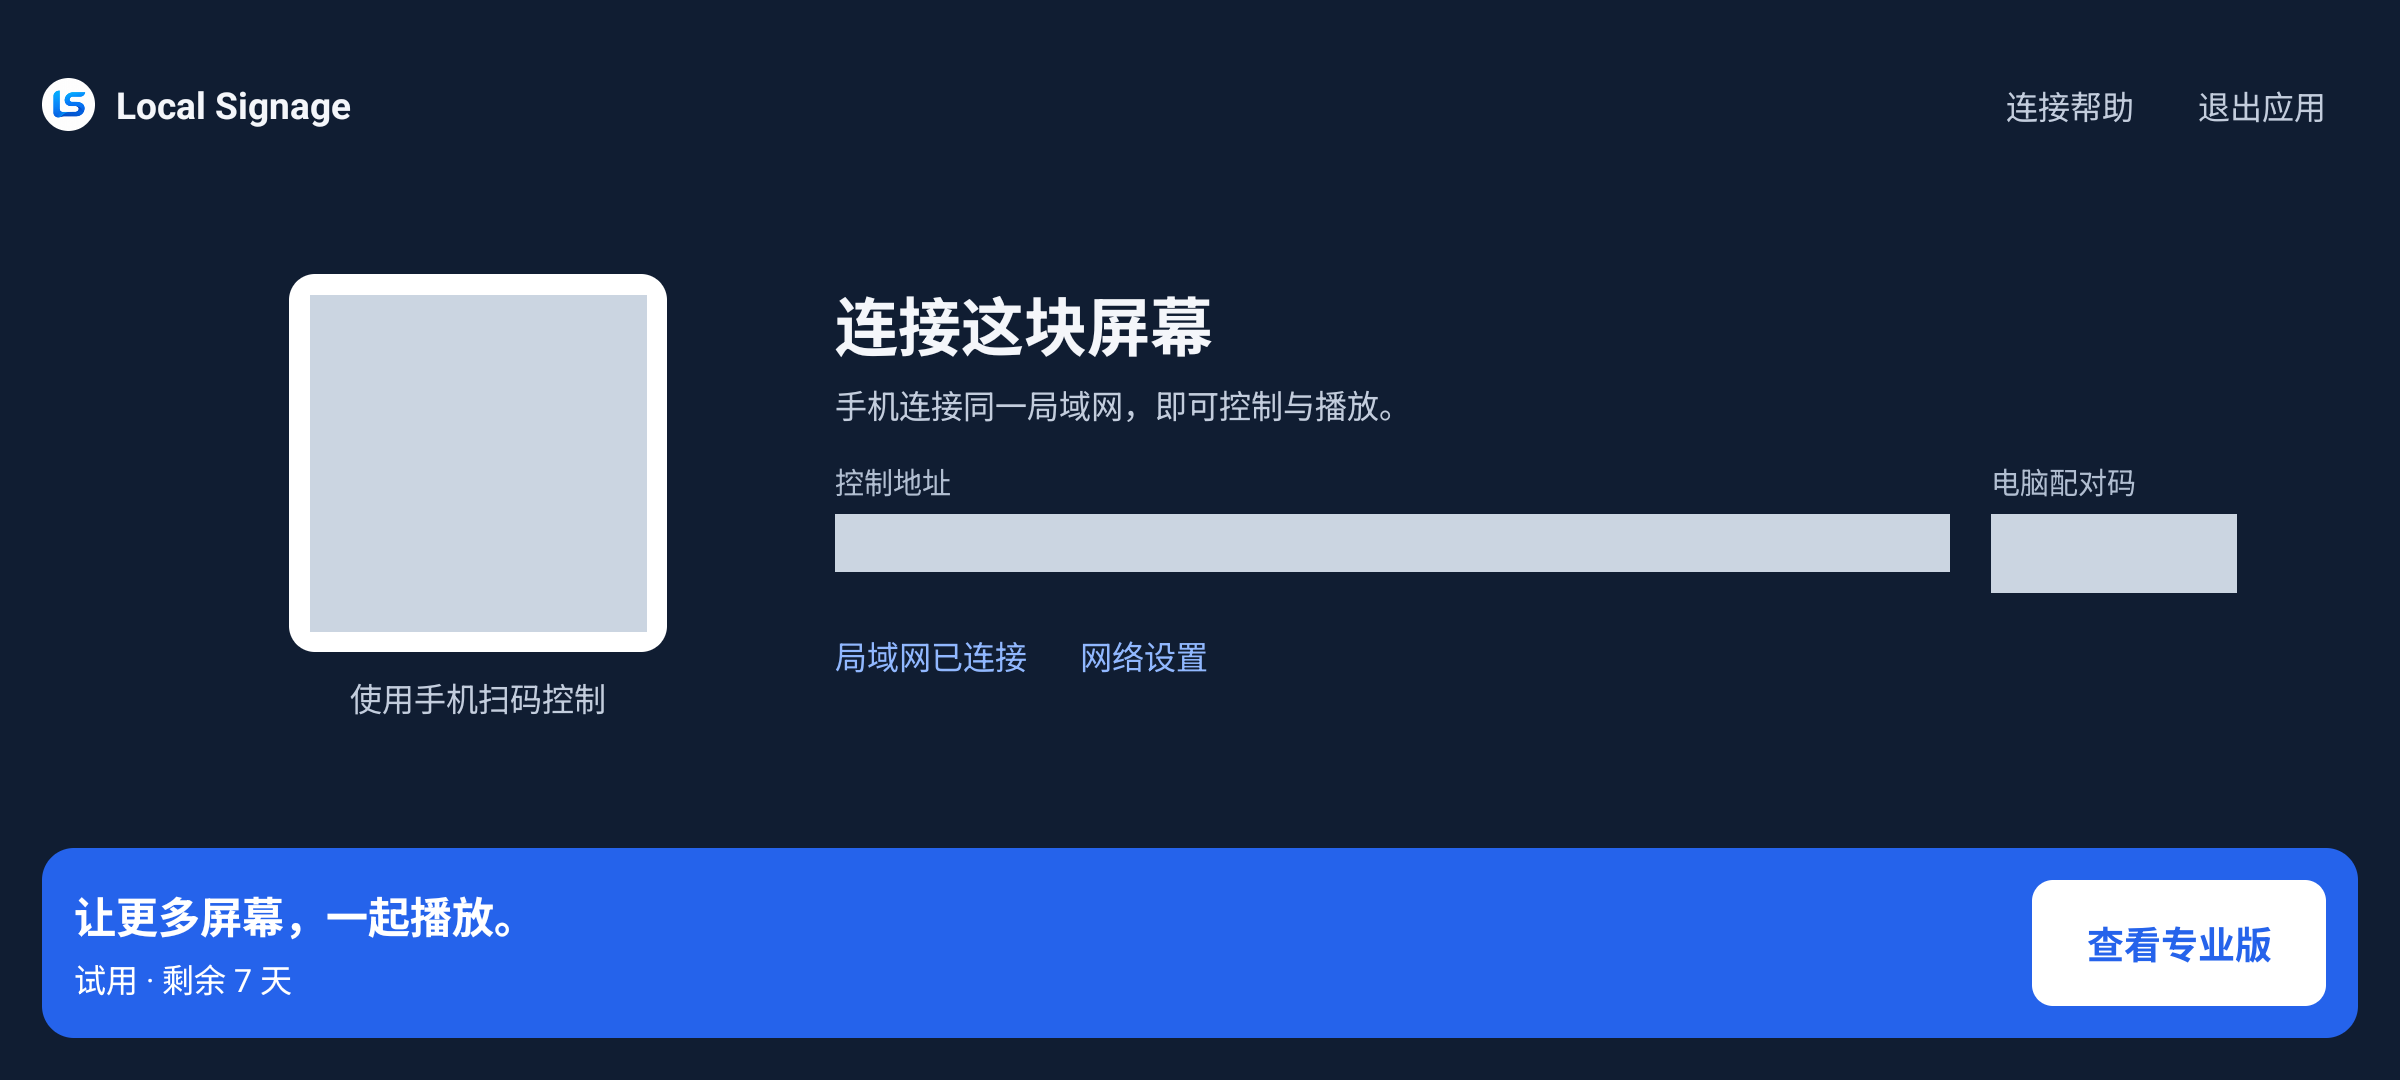 Local Signage
连接帮助
退出应用
连接这块屏幕
手机连接同一局域网，即可控制与播放。
控制地址
电脑配对码
局域网已连接
网络设置
使用手机扫码控制
让更多屏幕，一起播放。
试用 · 剩余 7 天
查看专业版